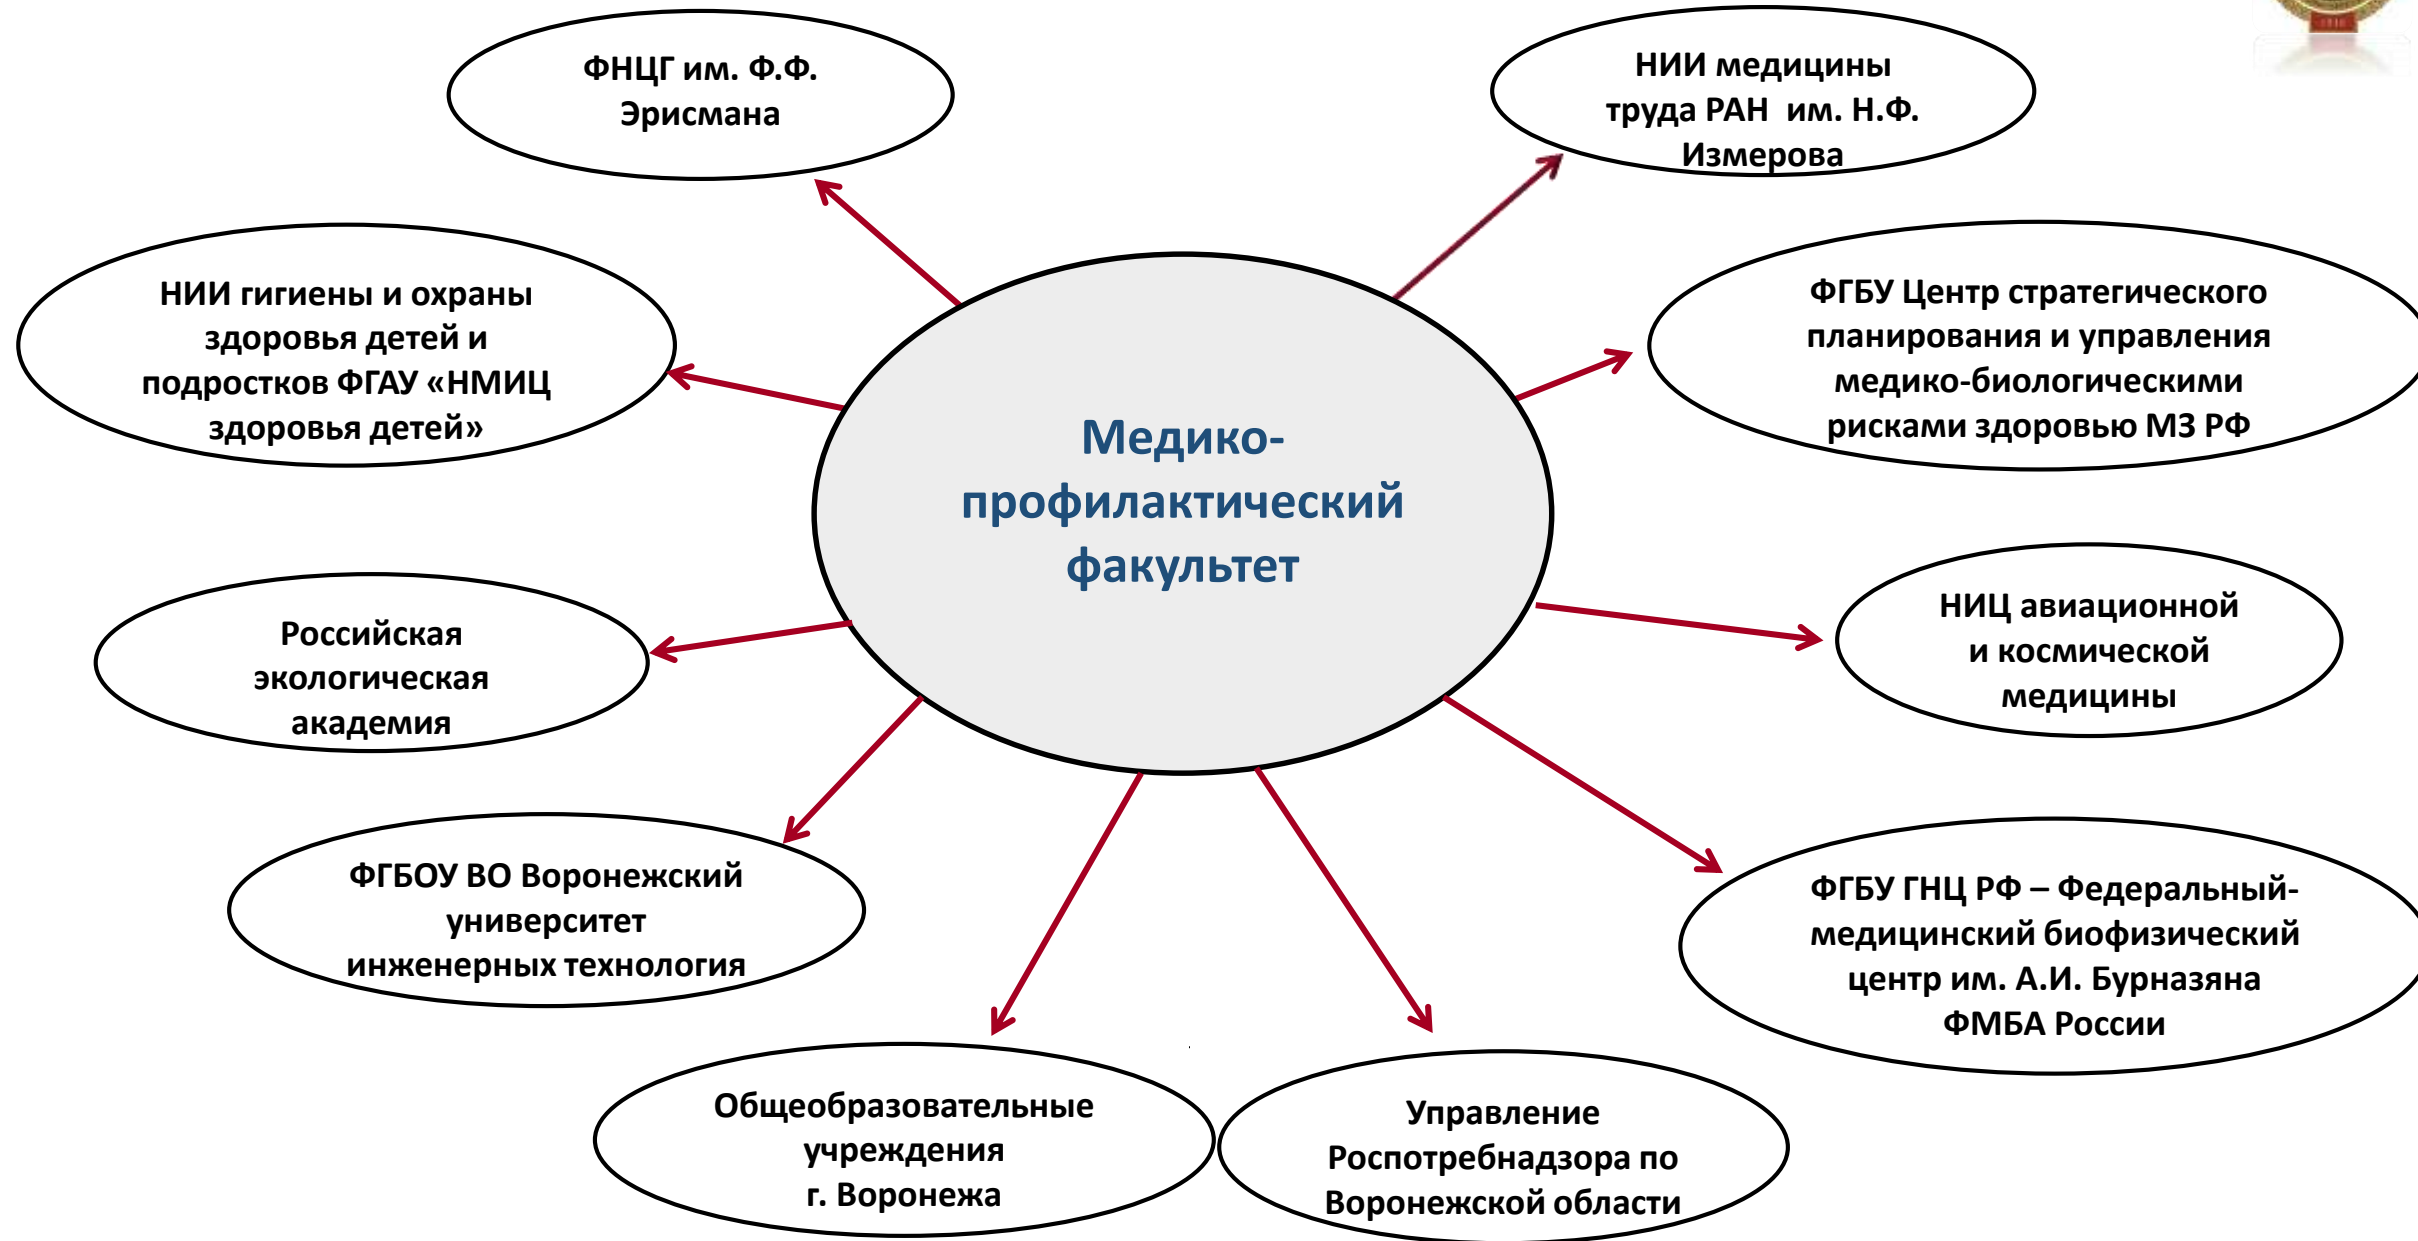 ФНЦГ им. Ф.Ф.
Эрисмана
НИИ медицины
труда РАН им. Н.Ф.
Измерова
НИИ гигиены и охраны
здоровья детей и
подростков ФГАУ «НМИЦ
здоровья детей»
ФГБУ Центр стратегического
планирования и управления
медико-биологическими
рисками здоровью МЗ РФ
Медико-
профилактический
факультет
Российская
экологическая
академия
НИЦ авиационной
и космической
медицины
ФГБОУ ВО Воронежский
университет
инженерных технология
ФГБУ ГНЦ РФ – Федеральный-
медицинский биофизический
центр им. А.И. Бурназяна
ФМБА России
Общеобразовательные
учреждения
г. Воронежа
Управление
Роспотребнадзора по
Воронежской области